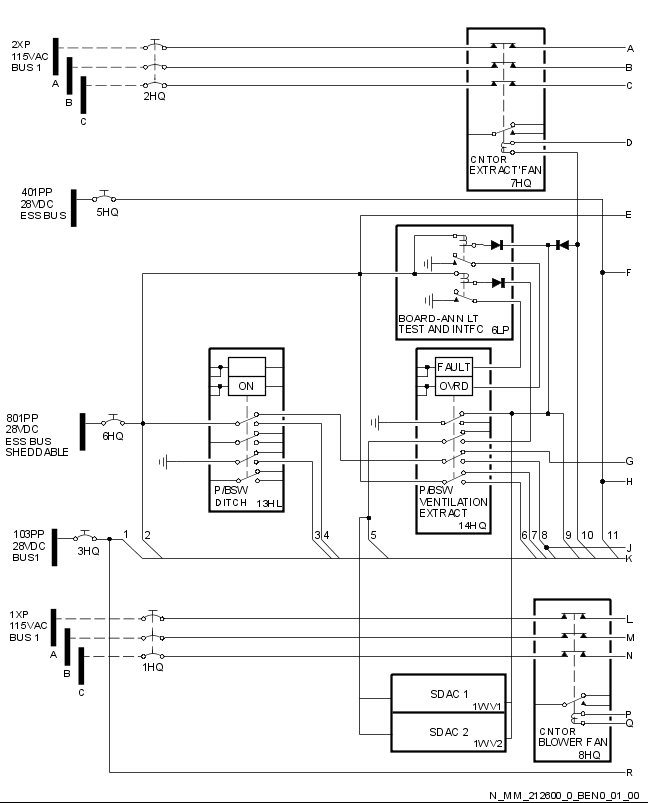 2XP
115VAC
BUS 1
A
B
C
2HQ
CNTOR
EXTRACT'FAN
7HQ
A
B
C
D
401PP
28VDC
ESS BUS
5HQ
E
F
BOARD-ANN LT
TEST AND INTFC 6LP
ON
P/BSW
DITCH 13HL
FAULT
OVRD
P/BSW
VENTILATION
EXTRACT
14HQ
801PP
28VDC
ESS BUS
SHEDDABLE
6HQ
G
H
103PP
28VDC
BUS1
3HQ
1 2 3 4 5 6 7 8 9 10 11
J
K
1XP
115VAC
BUS 1
A
B
C
1HQ
L
M
N
SDAC 1
1WV1
SDAC 2
1WV2
CNTOR
BLOWER FAN
8HQ
P
Q
R
N_MM_212600_0_BEN0_01_00